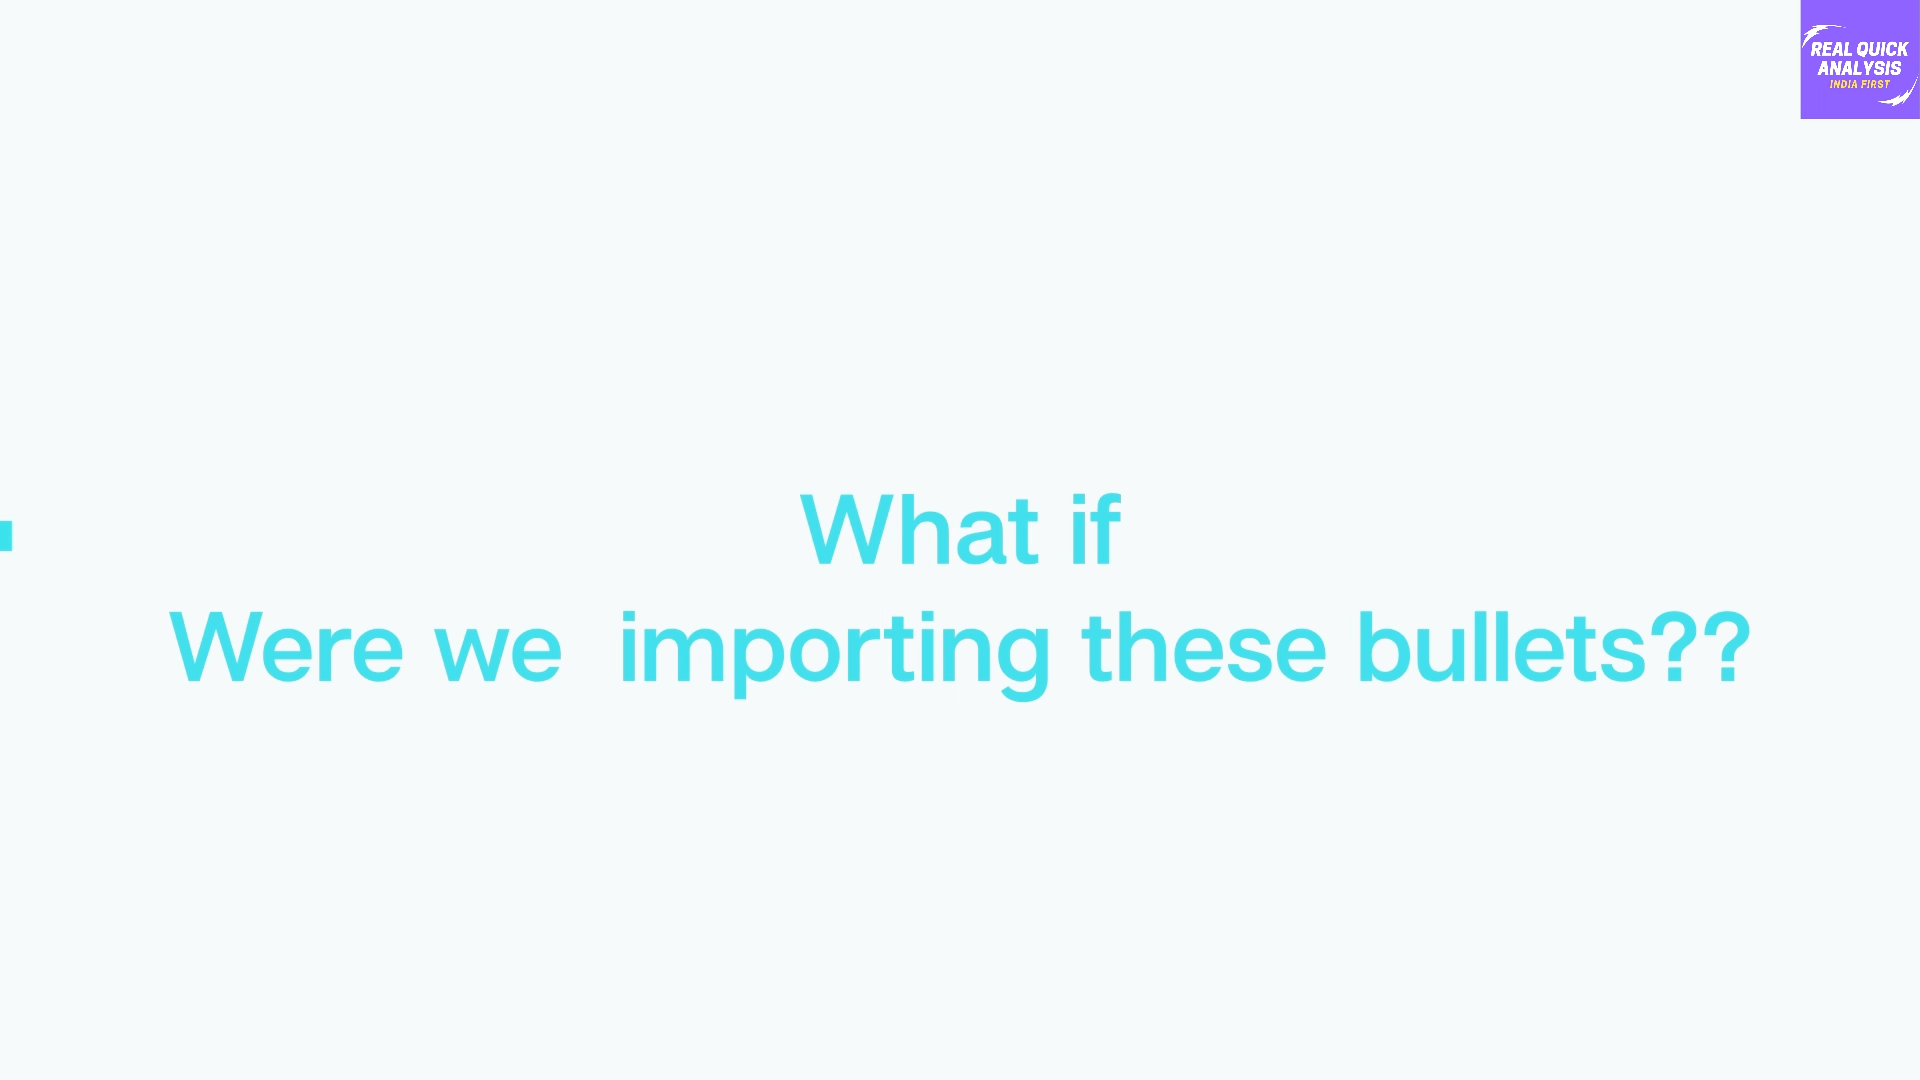 REAL QUICK
ANALYSIS
INDIA FIRST
What if
Were we  importing these bullets??